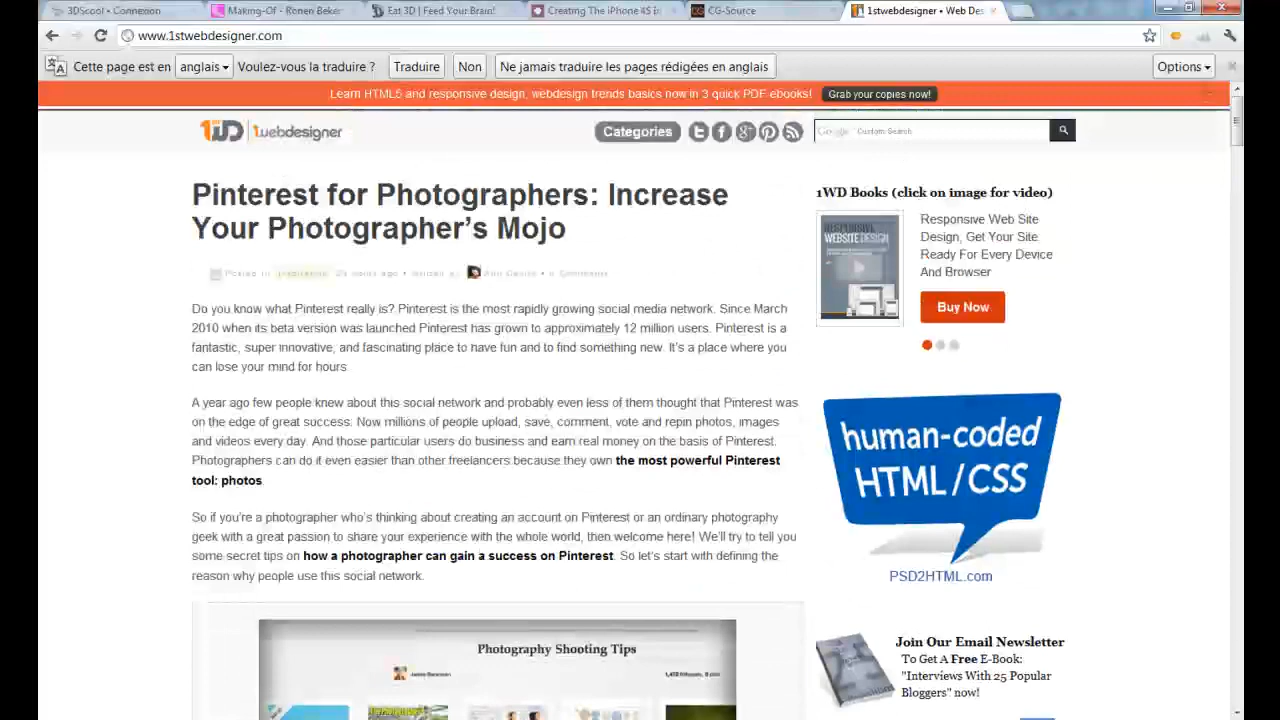 3DScool • Connexion
Making-Of - Ronen Beker
Eat 3D | Feed Your Brain!
Creating The iPhone 4S in
CG-Source
1stwebdesigner • Web Des
www.1stwebdesigner.com
Cette page est en anglais Voulez-vous la traduire ? Traduire Non Ne jamais traduire les pages rédigées en anglais Options
Learn HTML5 and responsive design, webdesign trends basics now in 3 quick PDF ebooks! Grab your copies now!
1WD 1webdesigner
Categories
Google Custom Search
Pinterest for Photographers: Increase
Your Photographer's Mojo
Posted in Inspiration
hours ago
Comments
Do you know what Pinterest really is? Pinterest is the most rapidly growing social media network. Since March
2010 when its beta version was launched Pinterest has grown to approximately 12 million users. Pinterest is a
fantastic, super innovative, and fascinating place to have fun and to find something new. It's a place where you
can lose your mind for hours.
A year ago few people knew about this social network and probably even less of them thought that Pinterest was
on the edge of great success. Now millions of people upload, save, comment, vote and repin photos, images
and videos every day. And those particular users do business and earn real money on the basis of Pinterest.
Photographers can do it even easier than other freelancers because they own the most powerful Pinterest
tool: photos.
So if you're a photographer who's thinking about creating an account on Pinterest or an ordinary photography
geek with a great passion to share your experience with the whole world, then welcome here! We'll try to tell you
some secret tips on how a photographer can gain a success on Pinterest. So let's start with defining the
reason why people use this social network.
Photography Shooting Tips
1WD Books (click on image for video)
RESPONSIVE
WEBSITE DESIGN
Responsive Web Site
Design, Get Your Site
Ready For Every Device
And Browser
Buy Now
human-coded
HTML/CSS
PSD2HTML.com
Join Our Email Newsletter
To Get A Free E-Book:
"Interviews With 25 Popular
Bloggers" now!